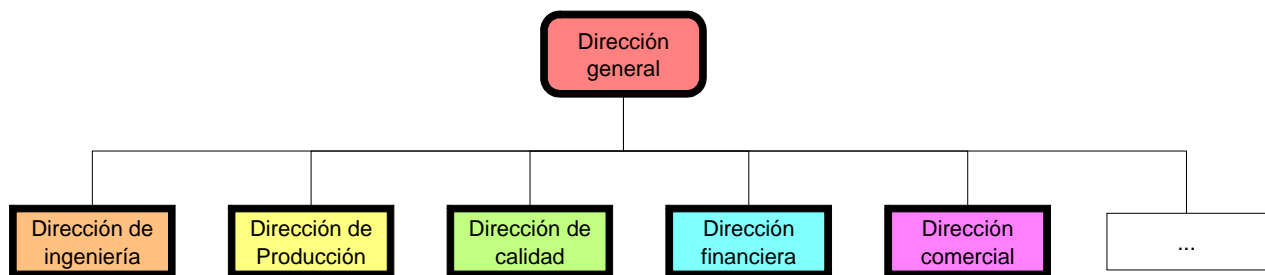 Dirección
general
Dirección de
ingeniería
Dirección de
Producción
Dirección de
calidad
Dirección
financiera
Dirección
comercial
...